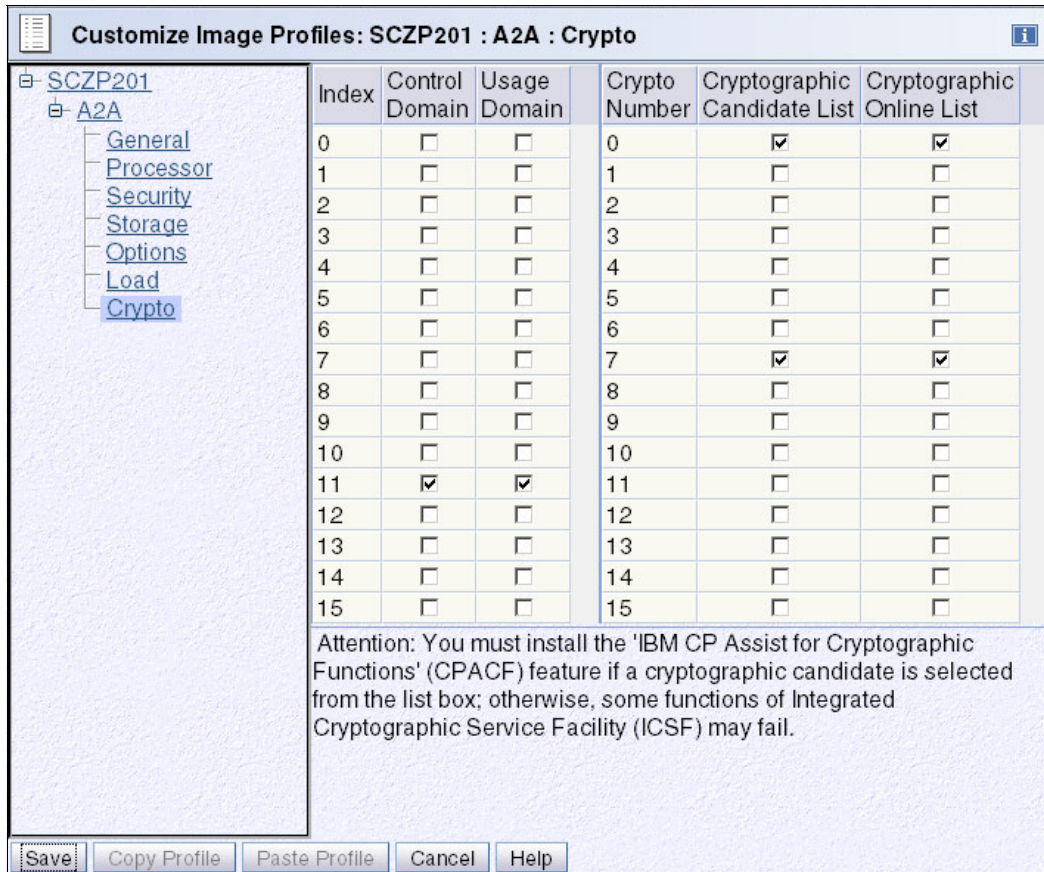 Customize Image Profiles: SCZP201 : A2A : Crypto
i
SCZP201
A2A
General
Processor
Security
Storage
Options
Load
Crypto
Index Control Domain Usage Domain
0
1
2
3
4
5
6
7
8
9
10
11
12
13
14
15
Crypto Number Cryptographic Candidate List Cryptographic Online List
0
1
2
3
4
5
6
7
8
9
10
11
12
13
14
15
Attention: You must install the 'IBM CP Assist for Cryptographic
Functions' (CPACF) feature if a cryptographic candidate is selected
from the list box; otherwise, some functions of Integrated
Cryptographic Service Facility (ICSF) may fail.
Save Copy Profile Paste Profile Cancel Help